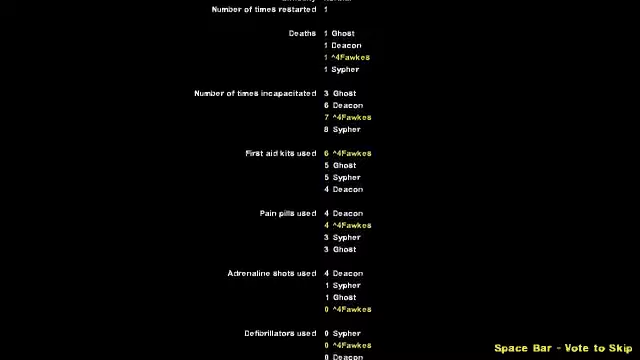 Number of times restarted 1
Deaths 1 Ghost
1 Deacon
1 ^4Fawkes
1 Sypher
Number of times incapacitated 3 Ghost
6 Deacon
7 ^4Fawkes
8 Sypher
First aid kits used 6 ^4Fawkes
5 Ghost
5 Sypher
4 Deacon
Pain pills used 4 Deacon
4 ^4Fawkes
3 Sypher
3 Ghost
Adrenaline shots used 4 Deacon
1 Sypher
1 Ghost
0 ^4Fawkes
Defibrillators used 0 Sypher
0 ^4Fawkes
0 Deacon
Space Bar - Vote to Skip